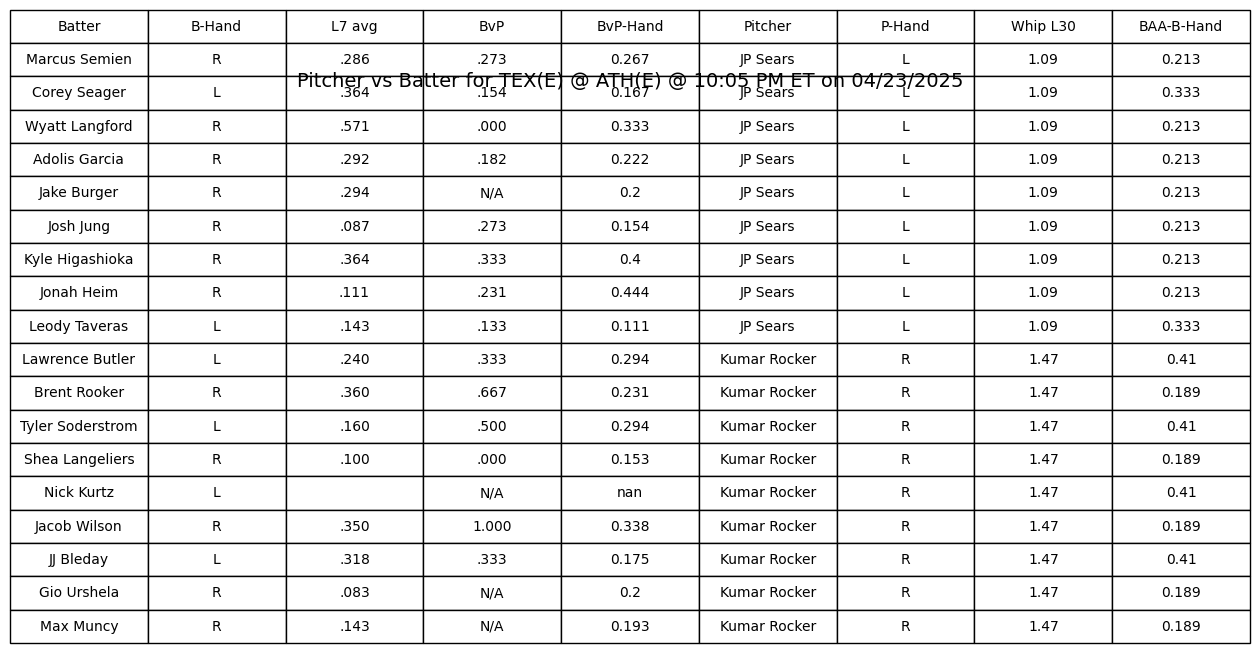 Batter B-Hand L7 avg BvP BvP-Hand Pitcher P-Hand Whip L30 BAA-B-Hand
Marcus Semien R .286 .273 0.267 JP Sears L 1.09 0.213
Pitcher vs Batter for TEX(E) @ ATH(E) @ 10:05 PM ET on 04/23/2025
Corey Seager L .364 .154 0.167 JP Sears L 1.09 0.333
Wyatt Langford R .571 .000 0.333 JP Sears L 1.09 0.213
Adolis Garcia R .292 .182 0.222 JP Sears L 1.09 0.213
Jake Burger R .294 N/A 0.2 JP Sears L 1.09 0.213
Josh Jung R .087 .273 0.154 JP Sears L 1.09 0.213
Kyle Higashioka R .364 .333 0.4 JP Sears L 1.09 0.213
Jonah Heim R .111 .231 0.444 JP Sears L 1.09 0.213
Leody Taveras L .143 .133 0.111 JP Sears L 1.09 0.333
Lawrence Butler L .240 .333 0.294 Kumar Rocker R 1.47 0.41
Brent Rooker R .360 .667 0.231 Kumar Rocker R 1.47 0.189
Tyler Soderstrom L .160 .500 0.294 Kumar Rocker R 1.47 0.41
Shea Langeliers R .100 .000 0.153 Kumar Rocker R 1.47 0.189
Nick Kurtz L N/A nan Kumar Rocker R 1.47 0.41
Jacob Wilson R .350 1.000 0.338 Kumar Rocker R 1.47 0.189
JJ Bleday L .318 .333 0.175 Kumar Rocker R 1.47 0.41
Gio Urshela R .083 N/A 0.2 Kumar Rocker R 1.47 0.189
Max Muncy R .143 N/A 0.193 Kumar Rocker R 1.47 0.189